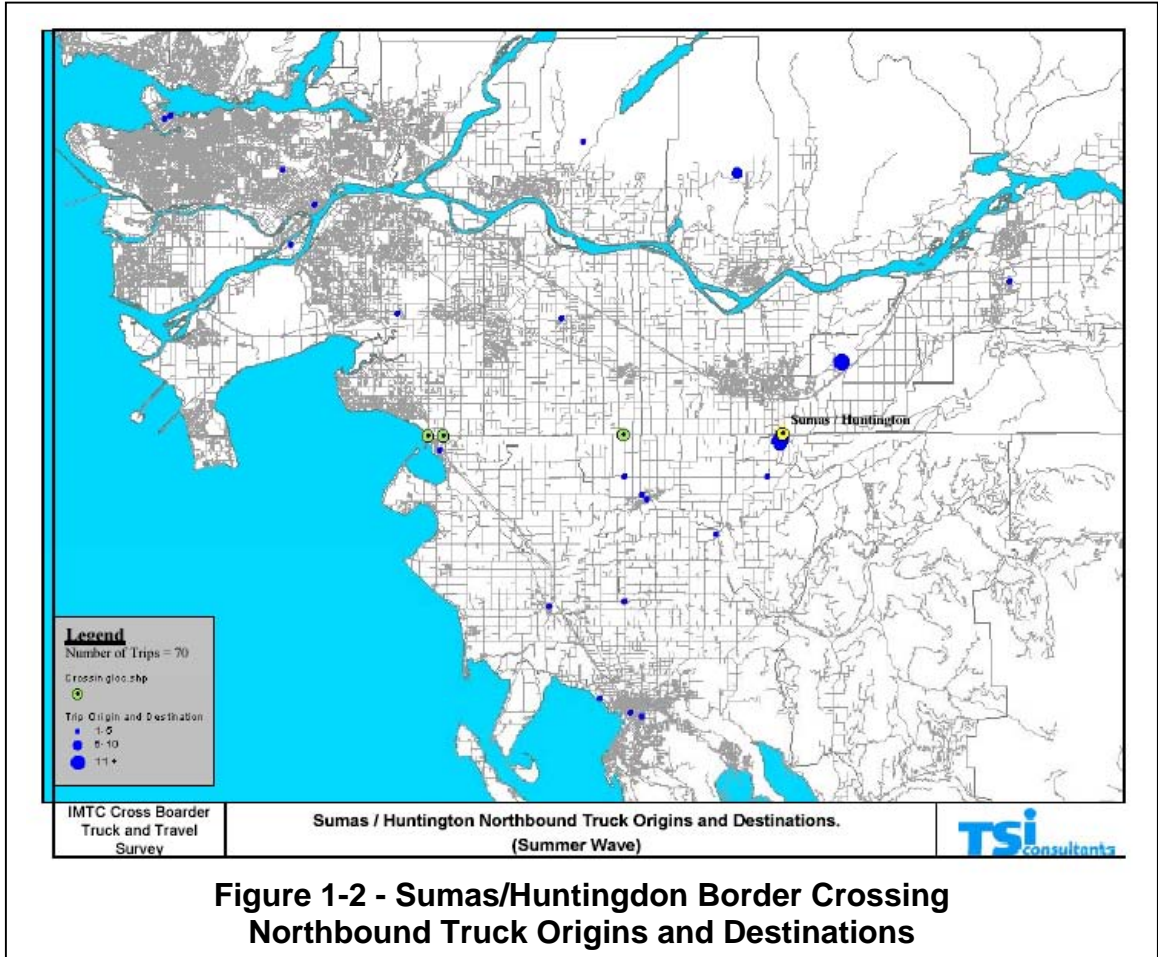 Sumas / Huntington
Legend
Number of Trips = 70
Crossingloc.shp
Trip Origin and Destination
1-5
6-10
11+
IMTC Cross Boarder
Truck and Travel
Survey
Sumas / Huntington Northbound Truck Origins and Destinations.
(Summer Wave)
TSi
consultants
Figure 1-2 - Sumas/Huntingdon Border Crossing
Northbound Truck Origins and Destinations